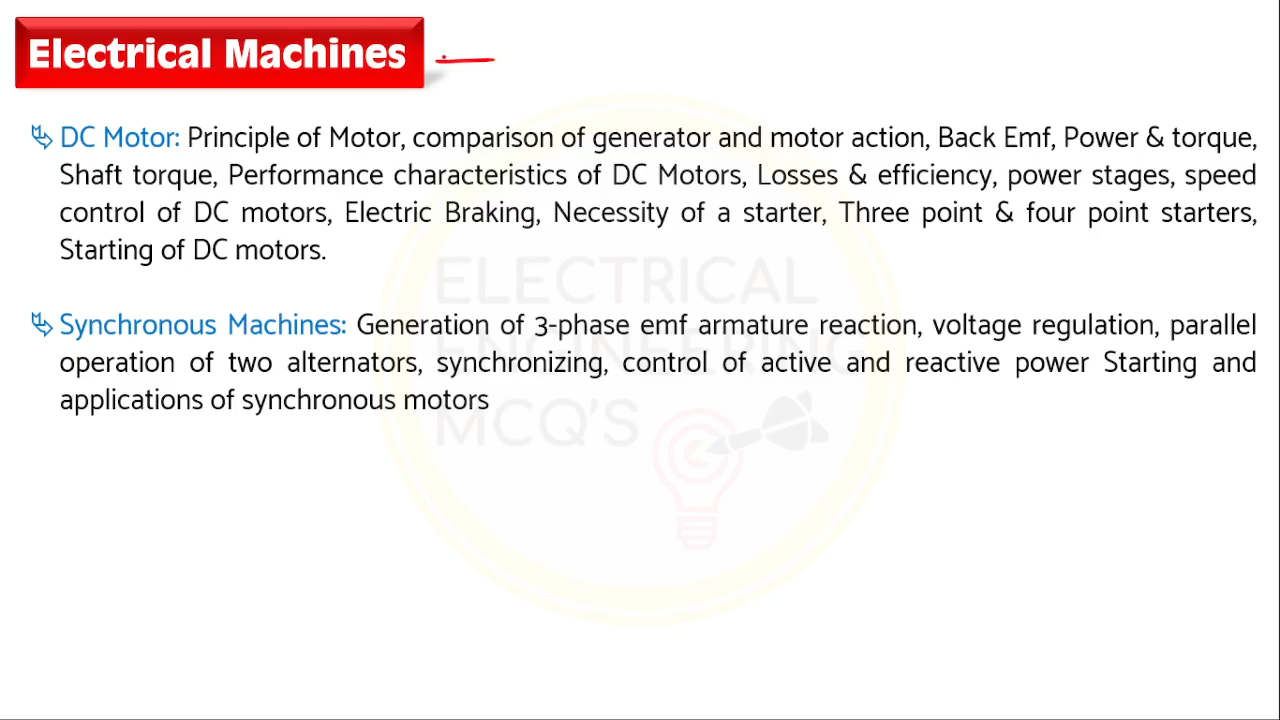 Electrical Machines
DC Motor: Principle of Motor, comparison of generator and motor action, Back Emf, Power & torque,
Shaft torque, Performance characteristics of DC Motors, Losses & efficiency, power stages, speed
control of DC motors, Electric Braking, Necessity of a starter, Three point & four point starters,
Starting of DC motors.
Synchronous Machines: Generation of 3-phase emf armature reaction, voltage regulation, parallel
operation of two alternators, synchronizing, control of active and reactive power Starting and
applications of synchronous motors
ELECTRICAL
ENGINEERING
MCQ'S